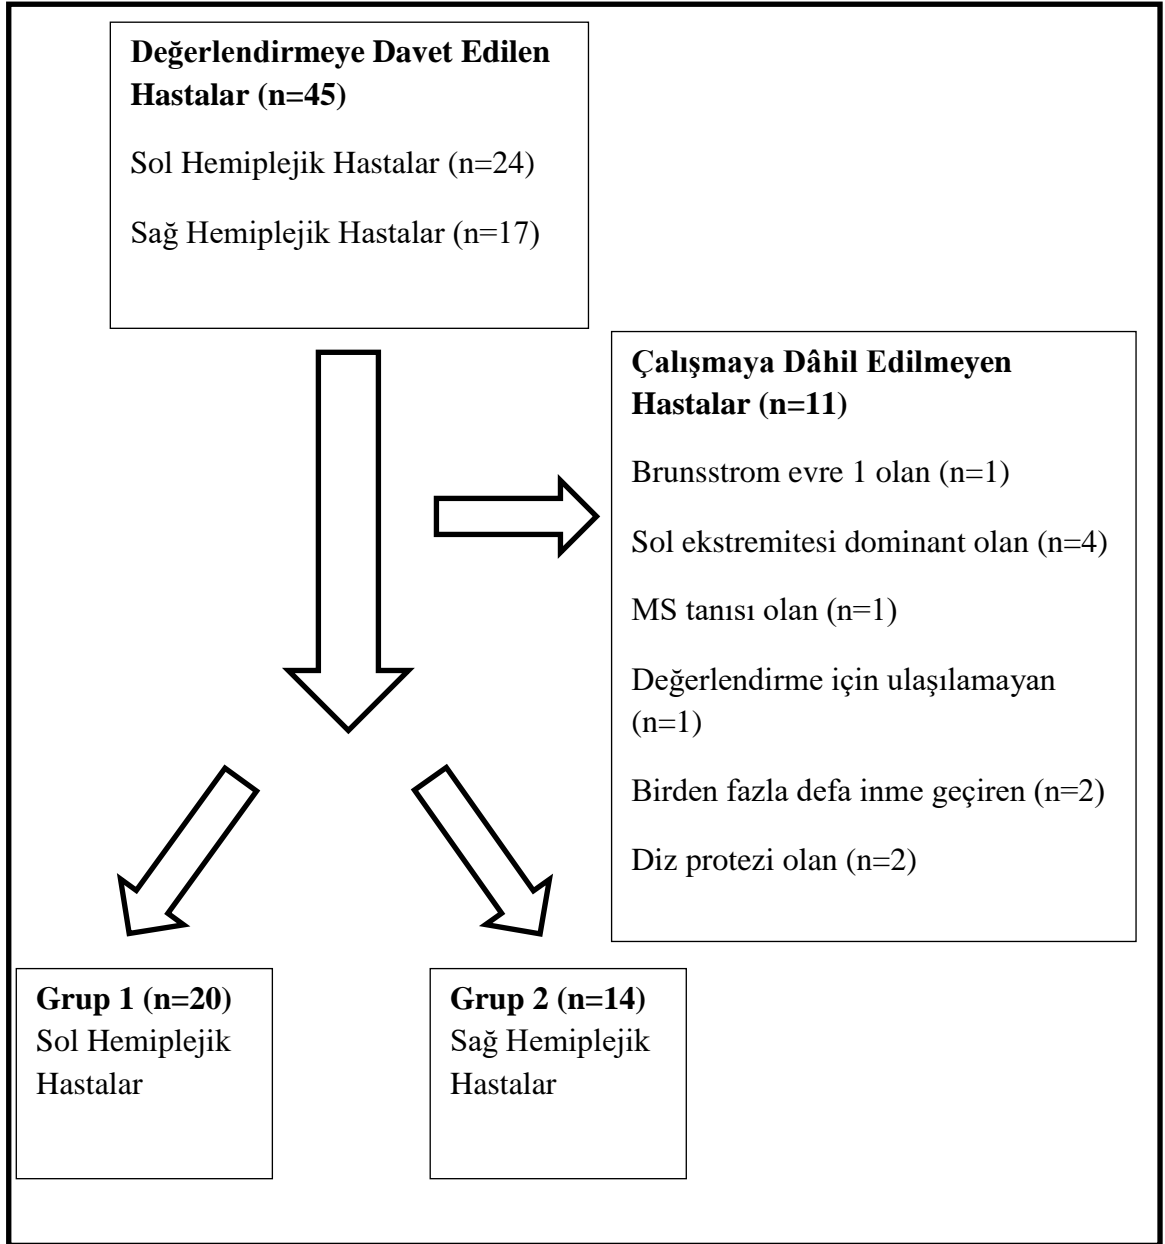 Değerlendirmeye Davet Edilen
Hastalar (n=45)
Sol Hemiplejik Hastalar (n=24)
Sağ Hemiplejik Hastalar (n=17)
Çalışmaya Dâhil Edilmeyen
Hastalar (n=11)
Brunsstrom evre 1 olan (n=1)
Sol ekstremitesi dominant olan (n=4)
MS tanısı olan (n=1)
Değerlendirme için ulaşılamayan
(n=1)
Birden fazla defa inme geçiren (n=2)
Diz protezi olan (n=2)
Grup 1 (n=20)
Sol Hemiplejik
Hastalar
Grup 2 (n=14)
Sağ Hemiplejik
Hastalar